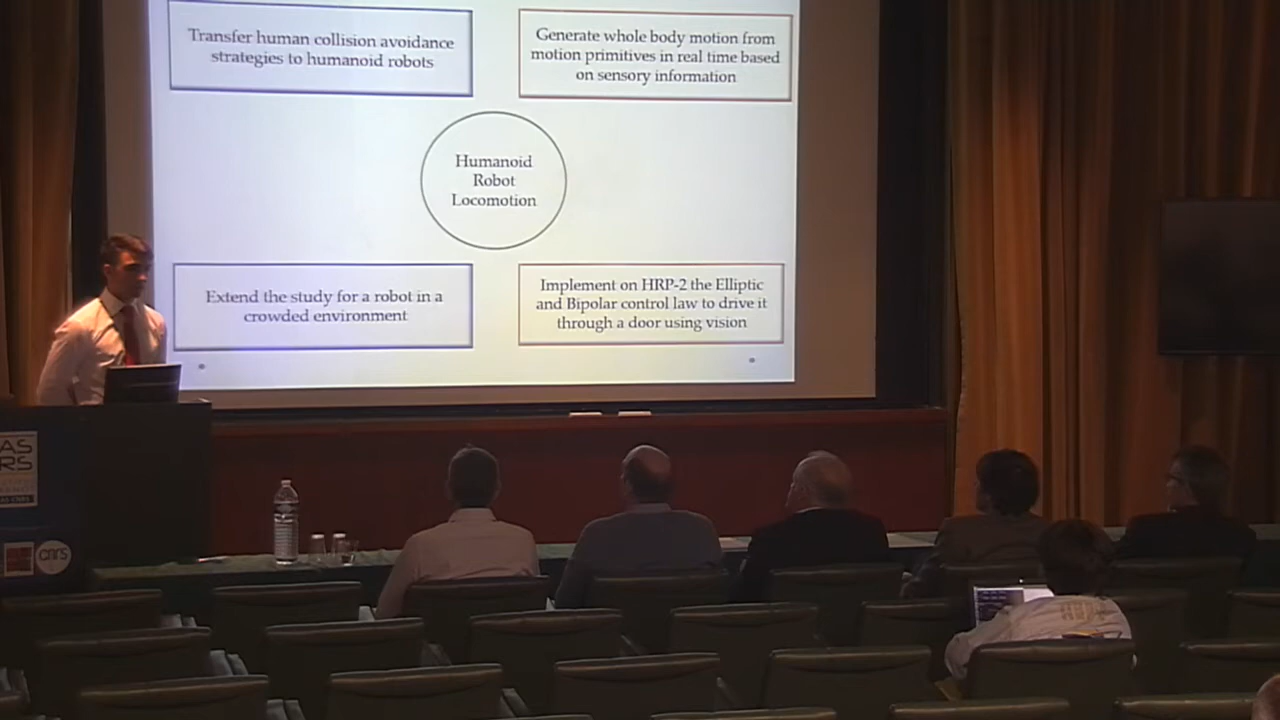 Transfer human collision avoidance
strategies to humanoid robots
Generate whole body motion from
motion primitives in real time based
on sensory information
Humanoid
Robot
Locomotion
Extend the study for a robot in a
crowded environment
Implement on HRP-2 the Elliptic
and Bipolar control law to drive it
through a door using vision
AS
RS
cnrs